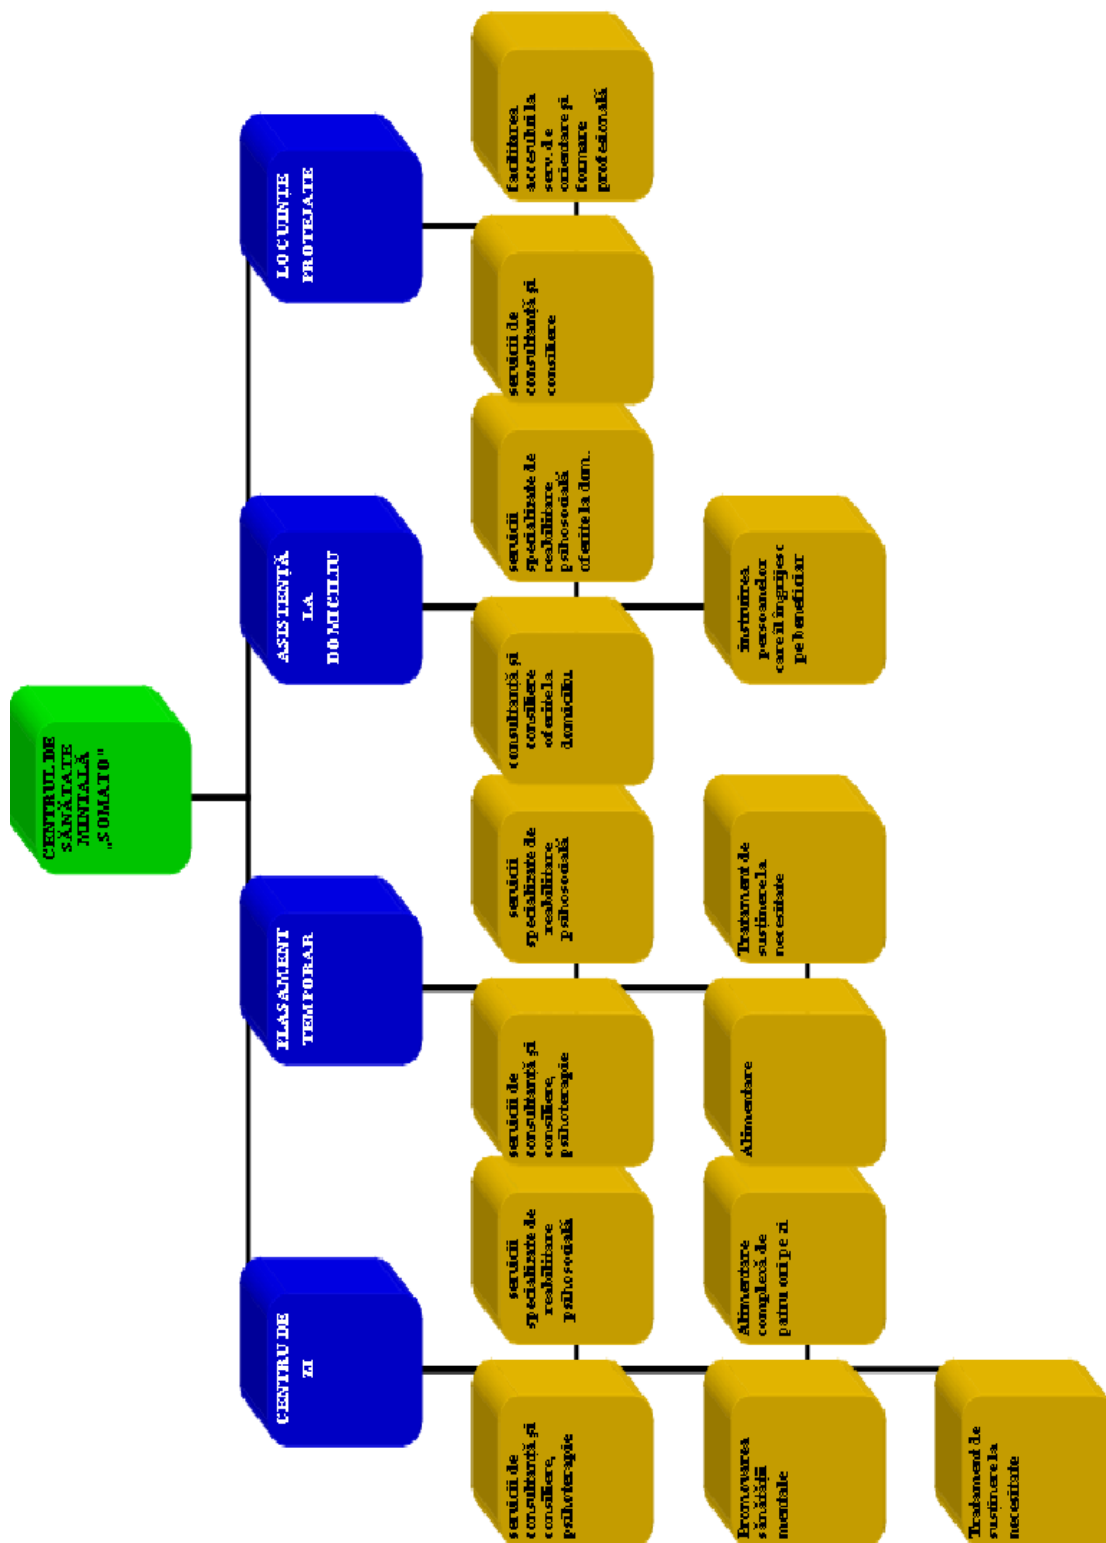 CENTRUL DE
SĂNĂTATE
MINTALĂ
„SOMATO"
CENTRU DE
ZI
PLASAMENT
TEMPORAR
ASISTENȚĂ
LA
DOMICILIU
LOCUINȚE
PROTEJATE
servicii de
consultanță și
consiliere,
psihoterapie
servicii
specializate de
reabilitare
psihosocială
servicii de
consultanță și
consiliere,
psihoterapie
servicii
specializate de
reabilitare
psihosocială
consultanță și
consiliere
oferite la
domiciliu.
servicii
specializate de
reabilitare
psihosocială
oferite la dom..
servicii de
consultanță și
consiliere
facilitarea
accesului la
serv. de
orientare și
formare
profesională
Promovarea
sănătății
mentale
Alimentare
complexă de
patru ori pe zi
Alimentare
Tratament de
susținere la
necesitate
instruirea
persoanelor
care îl îngrijesc
pe beneficiar
Tratament de
susținere la
necesitate